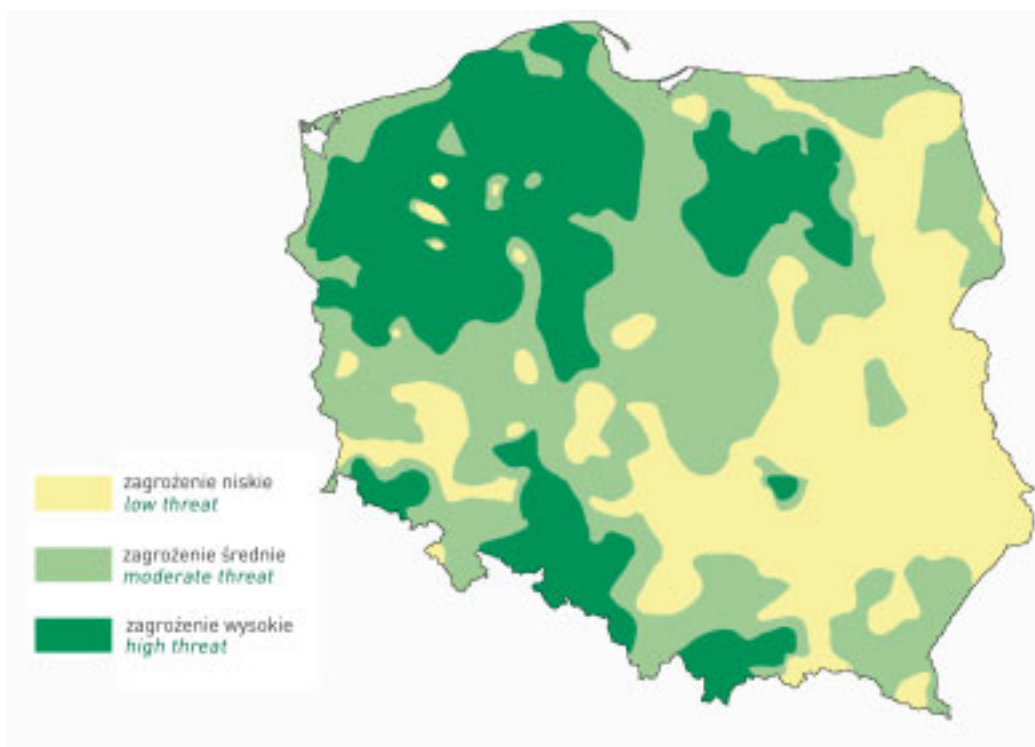 zagrożenie niskie
low threat
zagrożenie średnie
moderate threat
zagrożenie wysokie
high threat